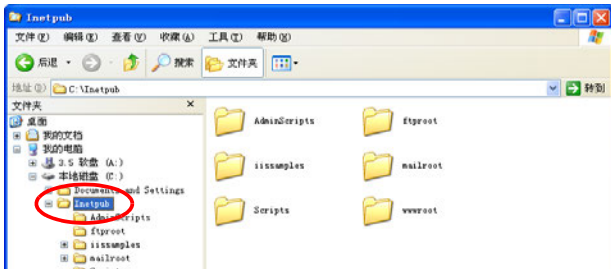 Inetpub
文件(F) 编辑(E) 查看(V) 收藏(A) 工具(T) 帮助(H)
后退 搜索 文件夹
地址(D) C:\Inetpub 转到
文件夹 ×
桌面
我的文档
我的电脑
3.5 软盘 (A:)
本地磁盘 (C:)
Documents and Settings
Inetpub
AdminScripts
ftproot
iissamples
mailroot
Scripts
AdminScripts ftproot
iissamples mailroot
Scripts wwwroot